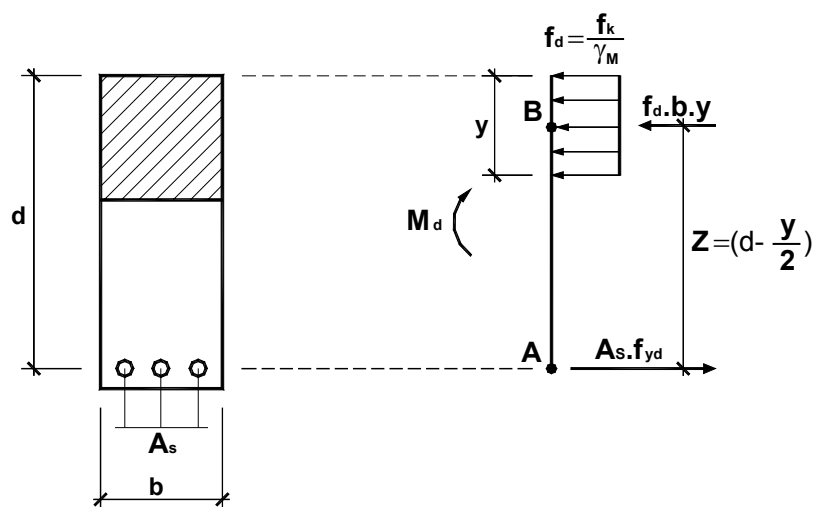 f_d = f_k / γ_M
y
B
f_d.b.y
d
M_d
Z = (d - y/2)
A
A_S.f_yd
A_s
b